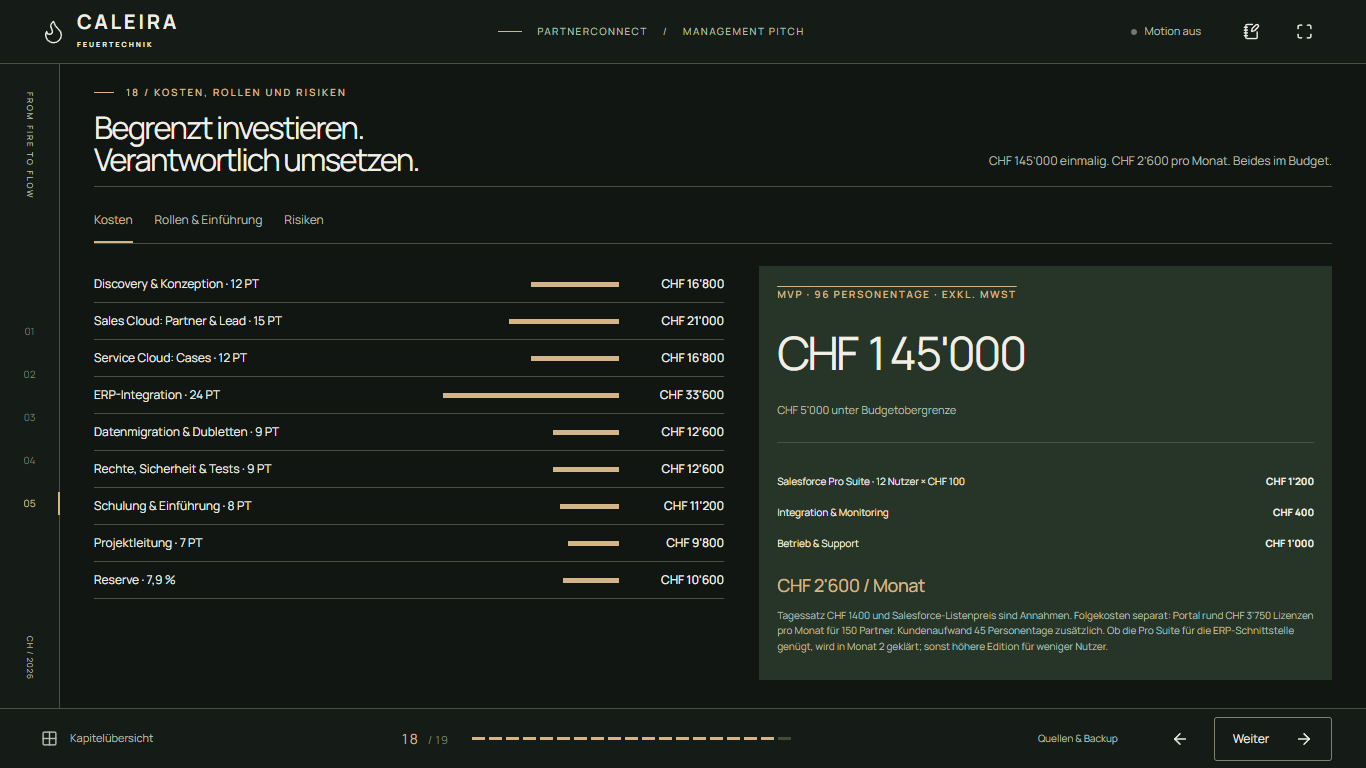 CALEIRA
FEUERTECHNIK
PARTNERCONNECT / MANAGEMENT PITCH
Motion aus
FROM FIRE TO FLOW
18 / KOSTEN, ROLLEN UND RISIKEN
Begrenzt investieren.
Verantwortlich umsetzen.
CHF 145'000 einmalig. CHF 2'600 pro Monat. Beides im Budget.
Kosten Rollen & Einführung Risiken
Discovery & Konzeption · 12 PT CHF 16'800
Sales Cloud: Partner & Lead · 15 PT CHF 21'000
Service Cloud: Cases · 12 PT CHF 16'800
ERP-Integration · 24 PT CHF 33'600
Datenmigration & Dubletten · 9 PT CHF 12'600
Rechte, Sicherheit & Tests · 9 PT CHF 12'600
Schulung & Einführung · 8 PT CHF 11'200
Projektleitung · 7 PT CHF 9'800
Reserve · 7,9 % CHF 10'600
MVP · 96 PERSONENTAGE · EXKL. MWST
CHF 145'000
CHF 5'000 unter Budgetobergrenze
Salesforce Pro Suite · 12 Nutzer × CHF 100 CHF 1'200
Integration & Monitoring CHF 400
Betrieb & Support CHF 1'000
CHF 2'600 / Monat
Tagessatz CHF 1400 und Salesforce-Listenpreis sind Annahmen. Folgekosten separat: Portal rund CHF 3'750 Lizenzen
pro Monat für 150 Partner. Kundenaufwand 45 Personentage zusätzlich. Ob die Pro Suite für die ERP-Schnittstelle
genügt, wird in Monat 2 geklärt; sonst höhere Edition für weniger Nutzer.
01
02
03
04
05
CH / 2026
Kapitelübersicht
18 / 19
Quellen & Backup
Weiter